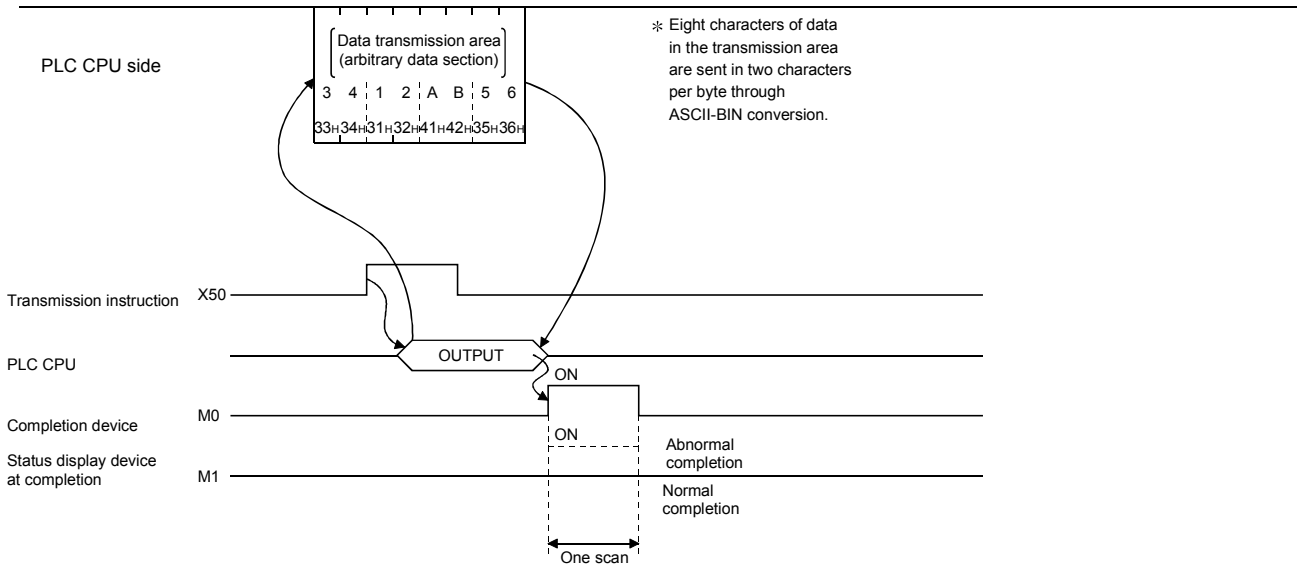 PLC CPU side
Data transmission area
(arbitrary data section)
3 4 1 2 A B 5 6
33H 34H 31H 32H 41H 42H 35H 36H
* Eight characters of data
in the transmission area
are sent in two characters
per byte through
ASCII-BIN conversion.
Transmission instruction X50
PLC CPU
OUTPUT
ON
Completion device M0
ON
Abnormal
completion
Status display device
at completion
M1
Normal
completion
One scan